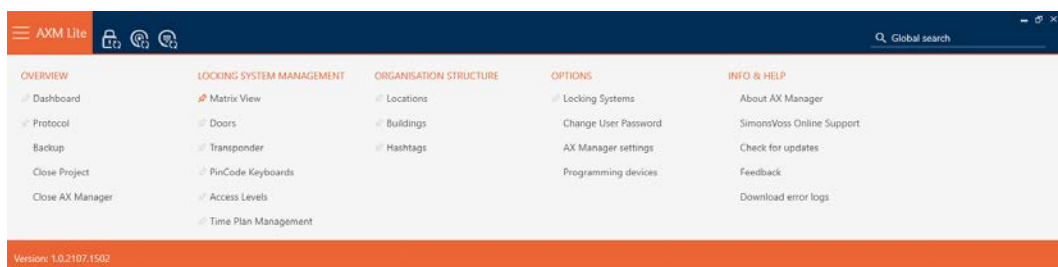 AXM Lite
Global search
OVERVIEW
Dashboard
Protocol
Backup
Close Project
Close AX Manager
LOCKING SYSTEM MANAGEMENT
Matrix View
Doors
Transponder
PinCode Keyboards
Access Levels
Time Plan Management
ORGANISATION STRUCTURE
Locations
Buildings
Hashtags
OPTIONS
Locking Systems
Change User Password
AX Manager settings
Programming devices
INFO & HELP
About AX Manager
SimonsVoss Online Support
Check for updates
Feedback
Download error logs
Version: 1.0.2107.1502